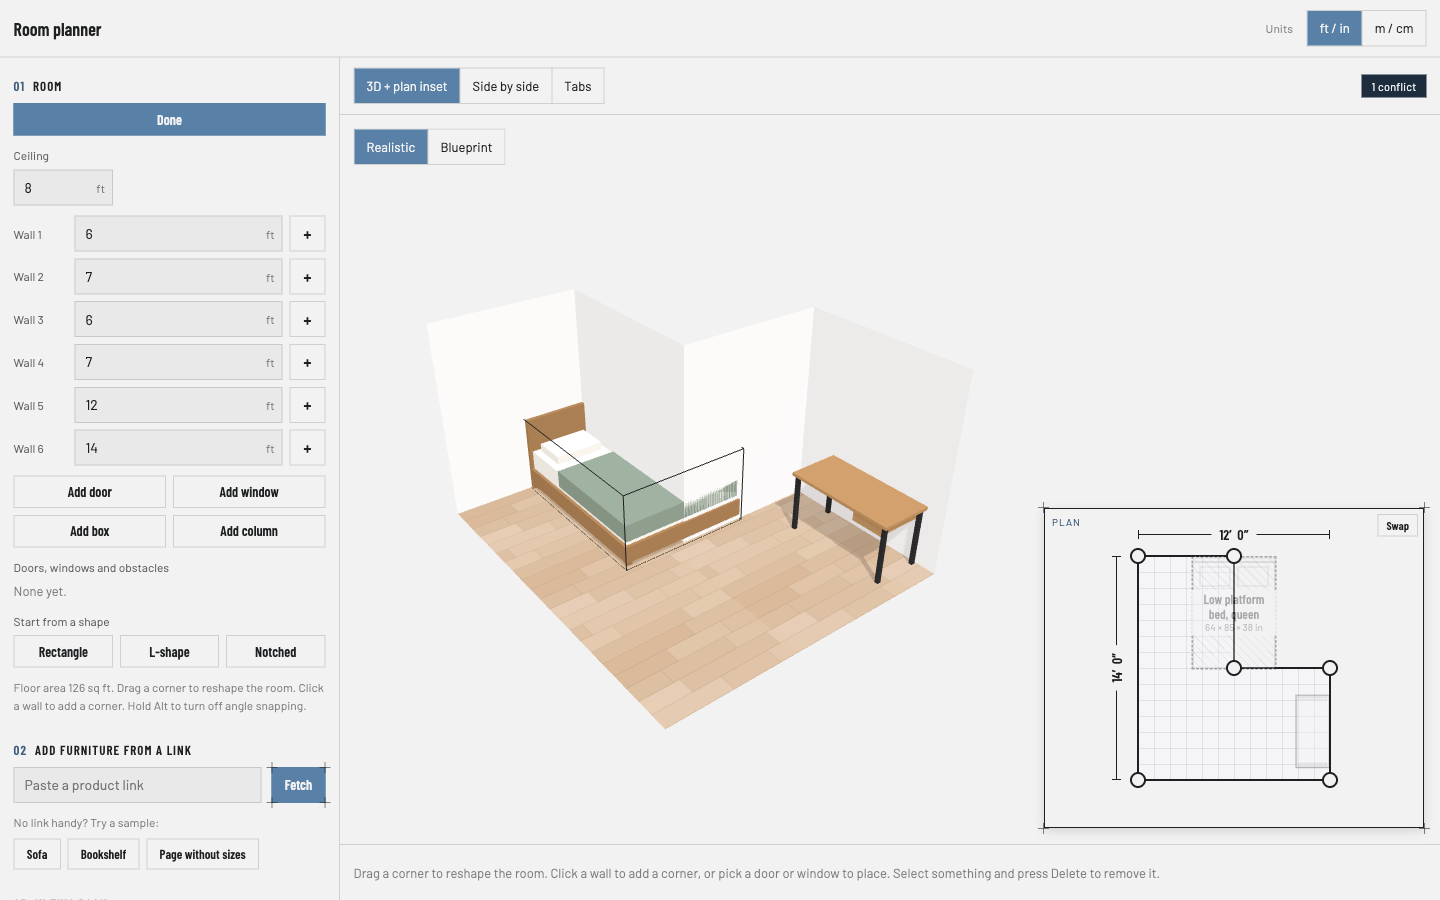 Room planner
Units
ft / in
m / cm
01 ROOM
Done
Ceiling
8 ft
Wall 1 6 ft +
Wall 2 7 ft +
Wall 3 6 ft +
Wall 4 7 ft +
Wall 5 12 ft +
Wall 6 14 ft +
Add door
Add window
Add box
Add column
Doors, windows and obstacles
None yet.
Start from a shape
Rectangle
L-shape
Notched
Floor area 126 sq ft. Drag a corner to reshape the room. Click
a wall to add a corner. Hold Alt to turn off angle snapping.
02 ADD FURNITURE FROM A LINK
Paste a product link
Fetch
No link handy? Try a sample:
Sofa
Bookshelf
Page without sizes
3D + plan inset
Side by side
Tabs
1 conflict
Realistic
Blueprint
PLAN
Swap
12' 0"
14' 0"
Low platform
bed, queen
64 × 85 × 38 in
Drag a corner to reshape the room. Click a wall to add a corner, or pick a door or window to place. Select something and press Delete to remove it.